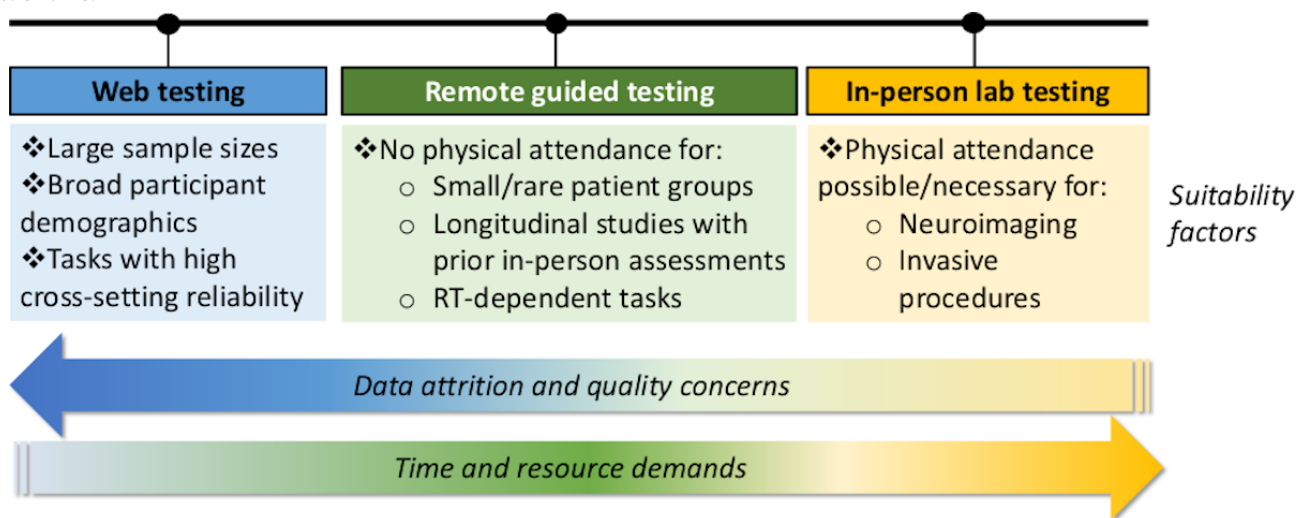 Web testing
❖Large sample sizes
❖Broad participant
demographics
❖Tasks with high
cross-setting reliability
Remote guided testing
❖No physical attendance for:
o Small/rare patient groups
o Longitudinal studies with
prior in-person assessments
o RT-dependent tasks
In-person lab testing
❖Physical attendance
possible/necessary for:
o Neuroimaging
o Invasive
procedures
Suitability
factors
Data attrition and quality concerns
Time and resource demands